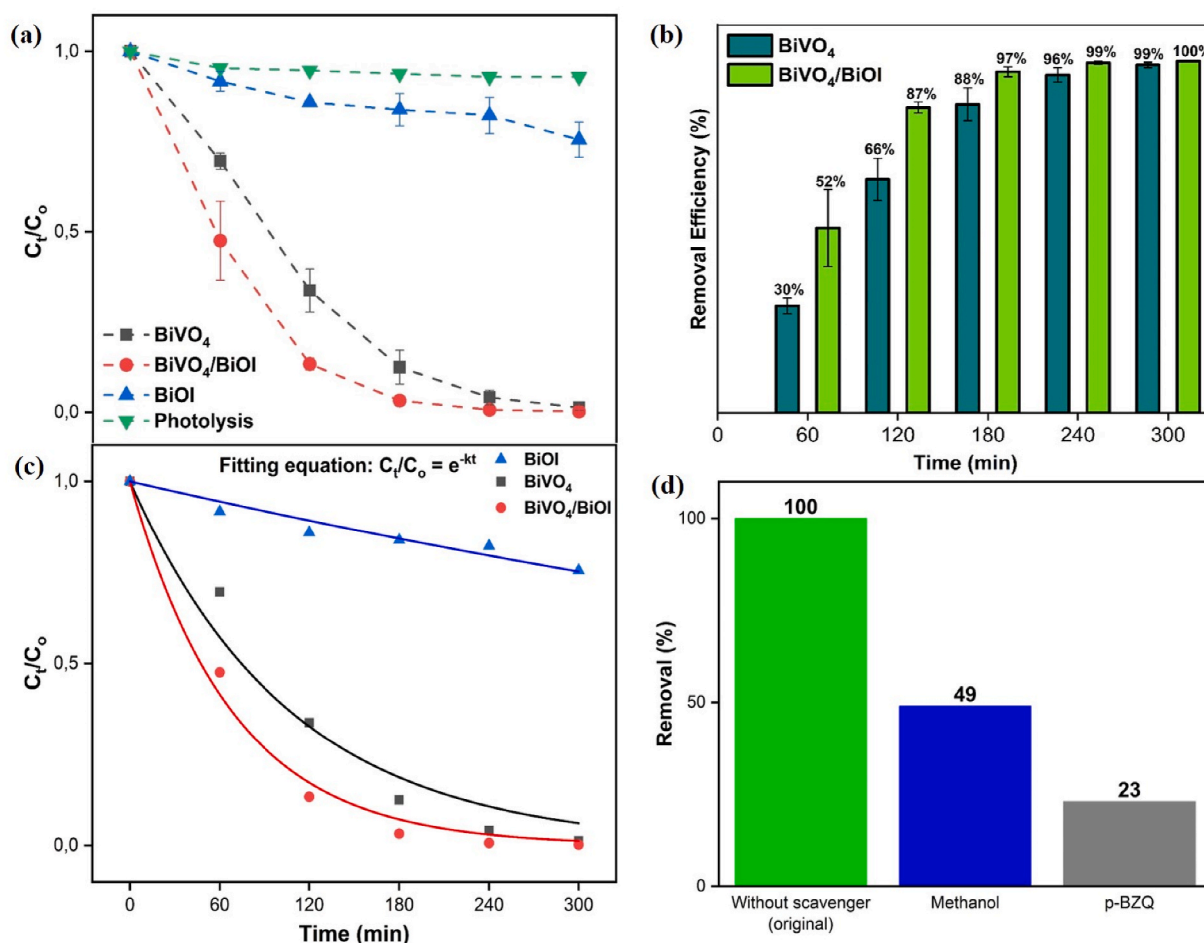 (a)
1,0
0,5
0,0
Cₜ/Cₒ
BiVO₄
BiVO₄/BiOI
BiOI
Photolysis
(b)
BiVO₄
BiVO₄/BiOI
30%
52%
66%
87%
88%
97%
96%
99%
99%
100%
Removal Efficiency (%)
0
60
120
180
240
300
Time (min)
(c)
Fitting equation: Cₜ/Cₒ = e⁻ᵏᵗ
BiOI
BiVO₄
BiVO₄/BiOI
1,0
0,5
0,0
Cₜ/Cₒ
0
60
120
180
240
300
Time (min)
(d)
100
50
0
Removal (%)
100
49
23
Without scavenger
(original)
Methanol
p-BZQ